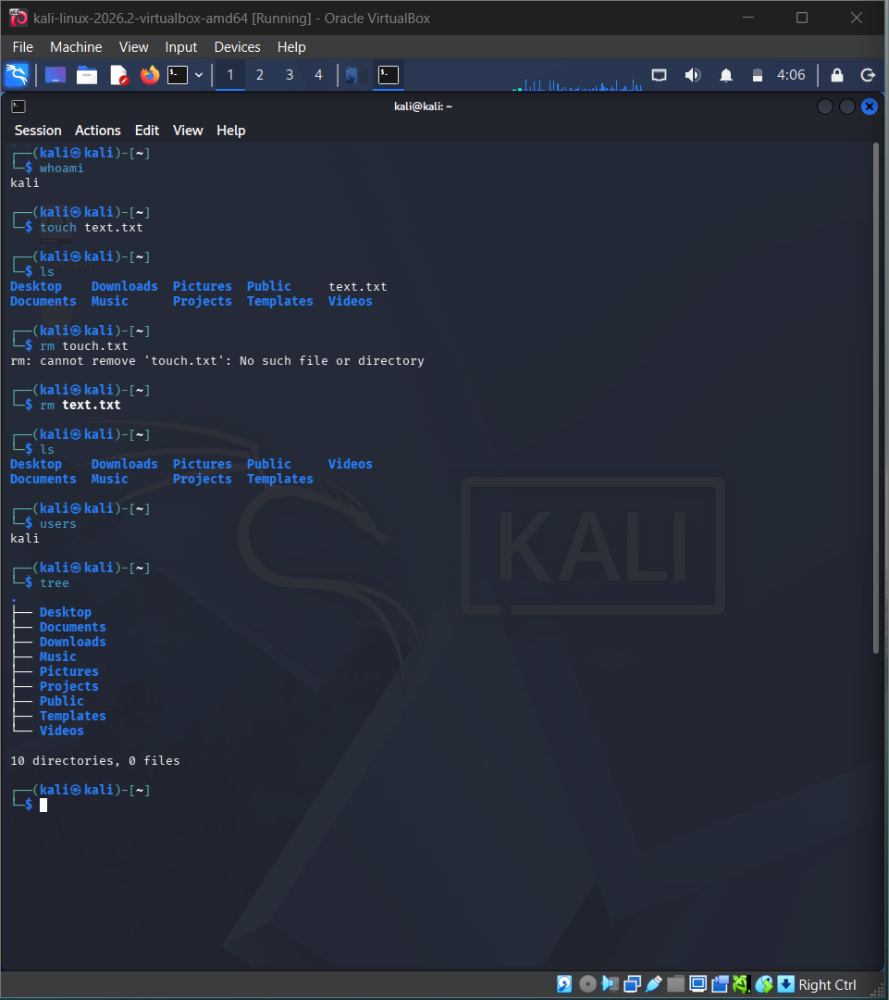 kali-linux-2026.2-virtualbox-amd64 [Running] - Oracle VirtualBox
File Machine View Input Devices Help
1 2 3 4 4:06
kali@kali: ~
Session Actions Edit View Help
┌──(kali㉿kali)-[~]
└─$ whoami
kali
┌──(kali㉿kali)-[~]
└─$ touch text.txt
┌──(kali㉿kali)-[~]
└─$ ls
Desktop Downloads Pictures Public text.txt
Documents Music Projects Templates Videos
┌──(kali㉿kali)-[~]
└─$ rm touch.txt
rm: cannot remove 'touch.txt': No such file or directory
┌──(kali㉿kali)-[~]
└─$ rm text.txt
┌──(kali㉿kali)-[~]
└─$ ls
Desktop Downloads Pictures Public Videos
Documents Music Projects Templates
┌──(kali㉿kali)-[~]
└─$ users
kali
┌──(kali㉿kali)-[~]
└─$ tree
.
├── Desktop
├── Documents
├── Downloads
├── Music
├── Pictures
├── Projects
├── Public
├── Templates
└── Videos
10 directories, 0 files
┌──(kali㉿kali)-[~]
└─$
KALI
Right Ctrl